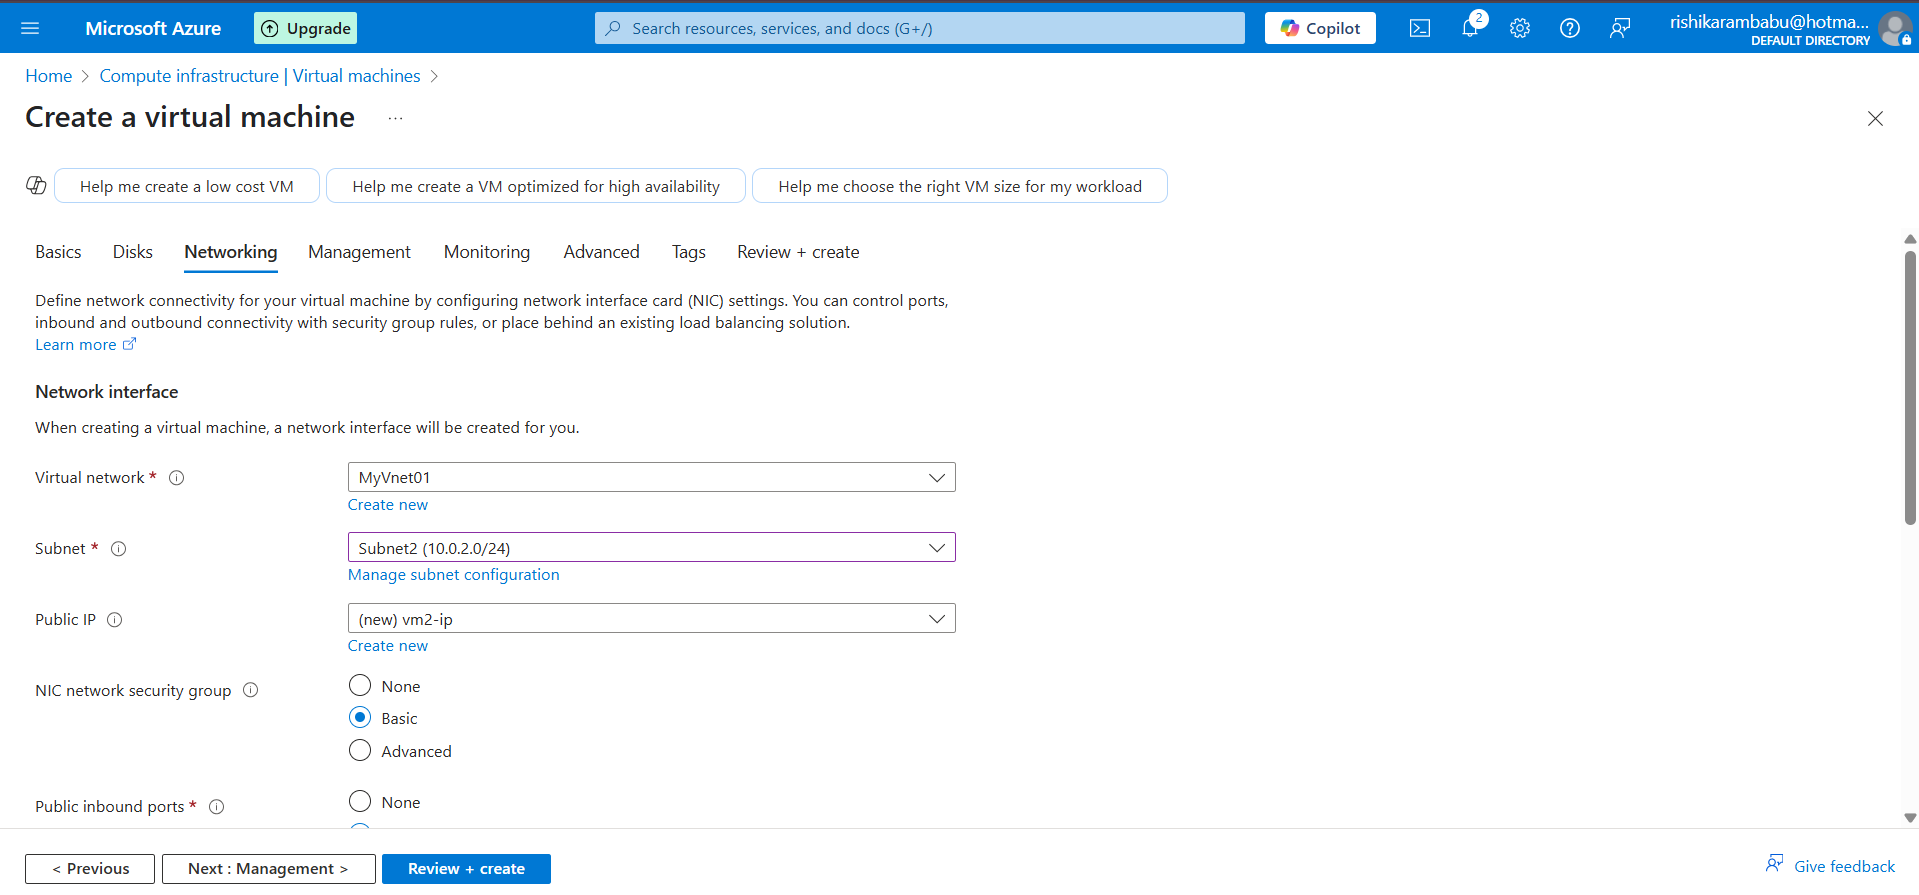 Microsoft Azure
Upgrade
Search resources, services, and docs (G+/)
Copilot
2
rishikarambabu@hotma...
DEFAULT DIRECTORY
Home > Compute infrastructure | Virtual machines >
Create a virtual machine ...
Help me create a low cost VM
Help me create a VM optimized for high availability
Help me choose the right VM size for my workload
Basics Disks Networking Management Monitoring Advanced Tags Review + create
Define network connectivity for your virtual machine by configuring network interface card (NIC) settings. You can control ports,
inbound and outbound connectivity with security group rules, or place behind an existing load balancing solution.
Learn more
Network interface
When creating a virtual machine, a network interface will be created for you.
Virtual network * MyVnet01
Create new
Subnet * Subnet2 (10.0.2.0/24)
Manage subnet configuration
Public IP (new) vm2-ip
Create new
NIC network security group None
Basic
Advanced
Public inbound ports * None
< Previous Next : Management > Review + create Give feedback